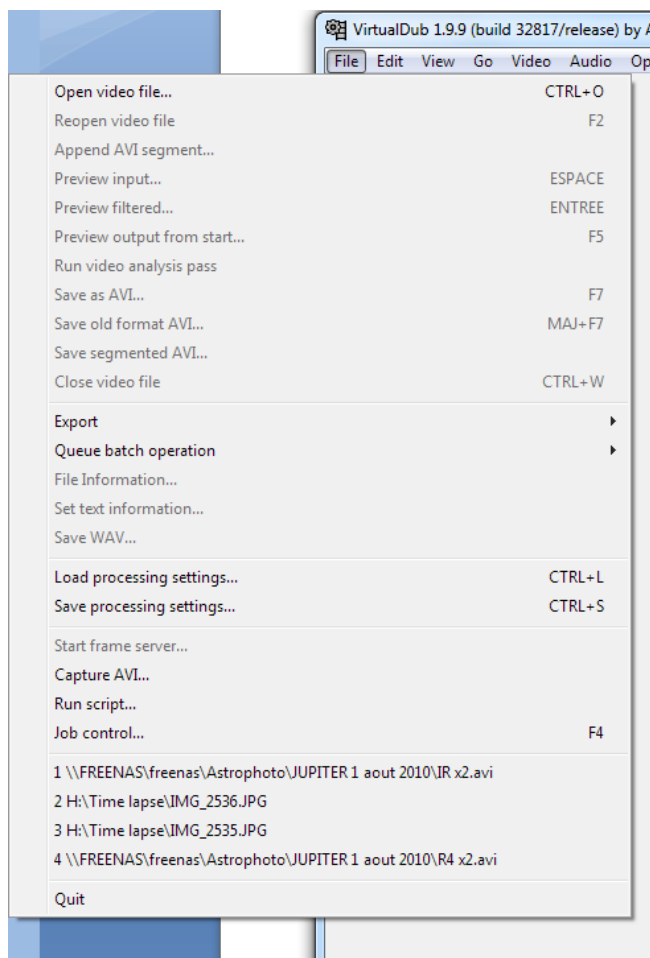 VirtualDub 1.9.9 (build 32817/release) by
File Edit View Go Video Audio
Open video file... CTRL+O
Reopen video file F2
Append AVI segment...
Preview input... ESPACE
Preview filtered... ENTREE
Preview output from start... F5
Run video analysis pass
Save as AVI... F7
Save old format AVI... MAJ+F7
Save segmented AVI...
Close video file CTRL+W
Export
Queue batch operation
File Information...
Set text information...
Save WAV...
Load processing settings... CTRL+L
Save processing settings... CTRL+S
Start frame server...
Capture AVI...
Run script...
Job control... F4
1 \\FREENAS\freenas\Astrophoto\JUPITER 1 aout 2010\IR x2.avi
2 H:\Time lapse\IMG_2536.JPG
3 H:\Time lapse\IMG_2535.JPG
4 \\FREENAS\freenas\Astrophoto\JUPITER 1 aout 2010\R4 x2.avi
Quit